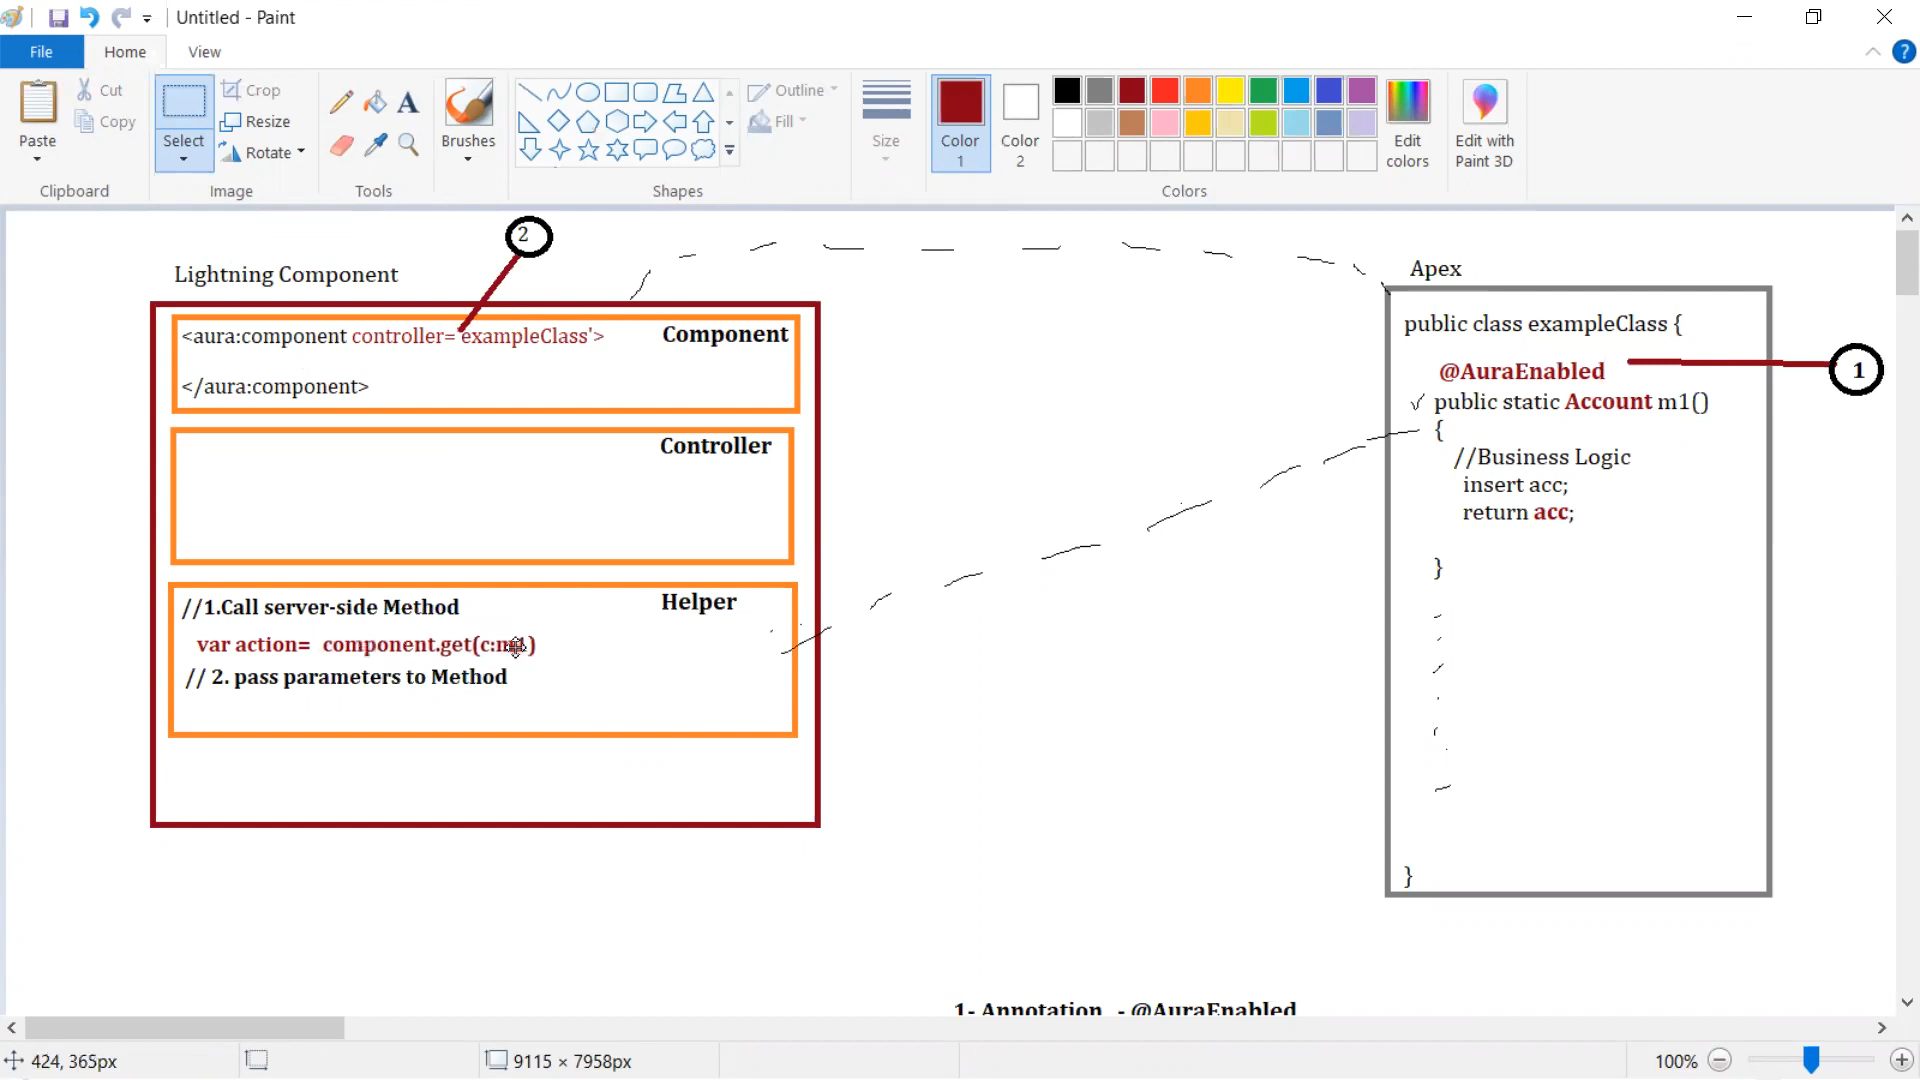 Untitled - Paint
File
Home
View
Paste
Cut
Copy
Clipboard
Select
Crop
Resize
Rotate
Image
Tools
Brushes
Shapes
Outline
Fill
Size
Color 1
Color 2
Colors
Edit colors
Edit with Paint 3D
2
Lightning Component
<aura:component controller='exampleClass'>
Component
</aura:component>
Controller
//1.Call server-side Method
Helper
var action= component.get(c:m1)
// 2. pass parameters to Method
Apex
public class exampleClass {
@AuraEnabled
1
public static Account m1()
{
//Business Logic
insert acc;
return acc;
}
}
1- Annotation - @AuraEnabled
424, 365px
9115 × 7958px
100%